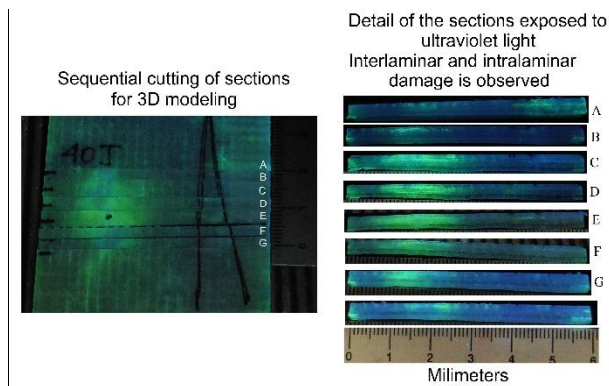 Sequential cutting of sections
for 3D modeling
40J
A
B
C
D
E
F
G
Detail of the sections exposed to
ultraviolet light
Interlaminar and intralaminar
damage is observed
A
B
C
D
E
F
G
0 1 2 3 4 5 6
Milimeters